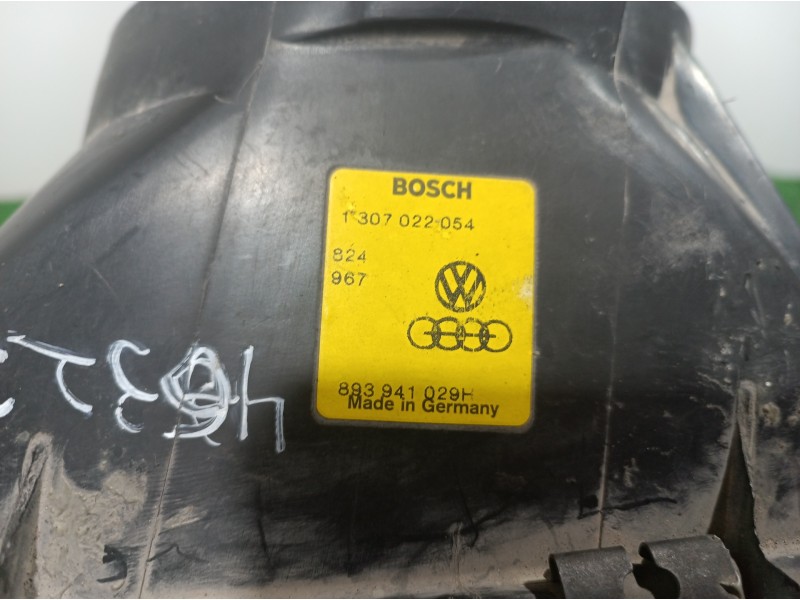 BOSCH
1 307 022 054
824
967
893 941 029H
Made in Germany